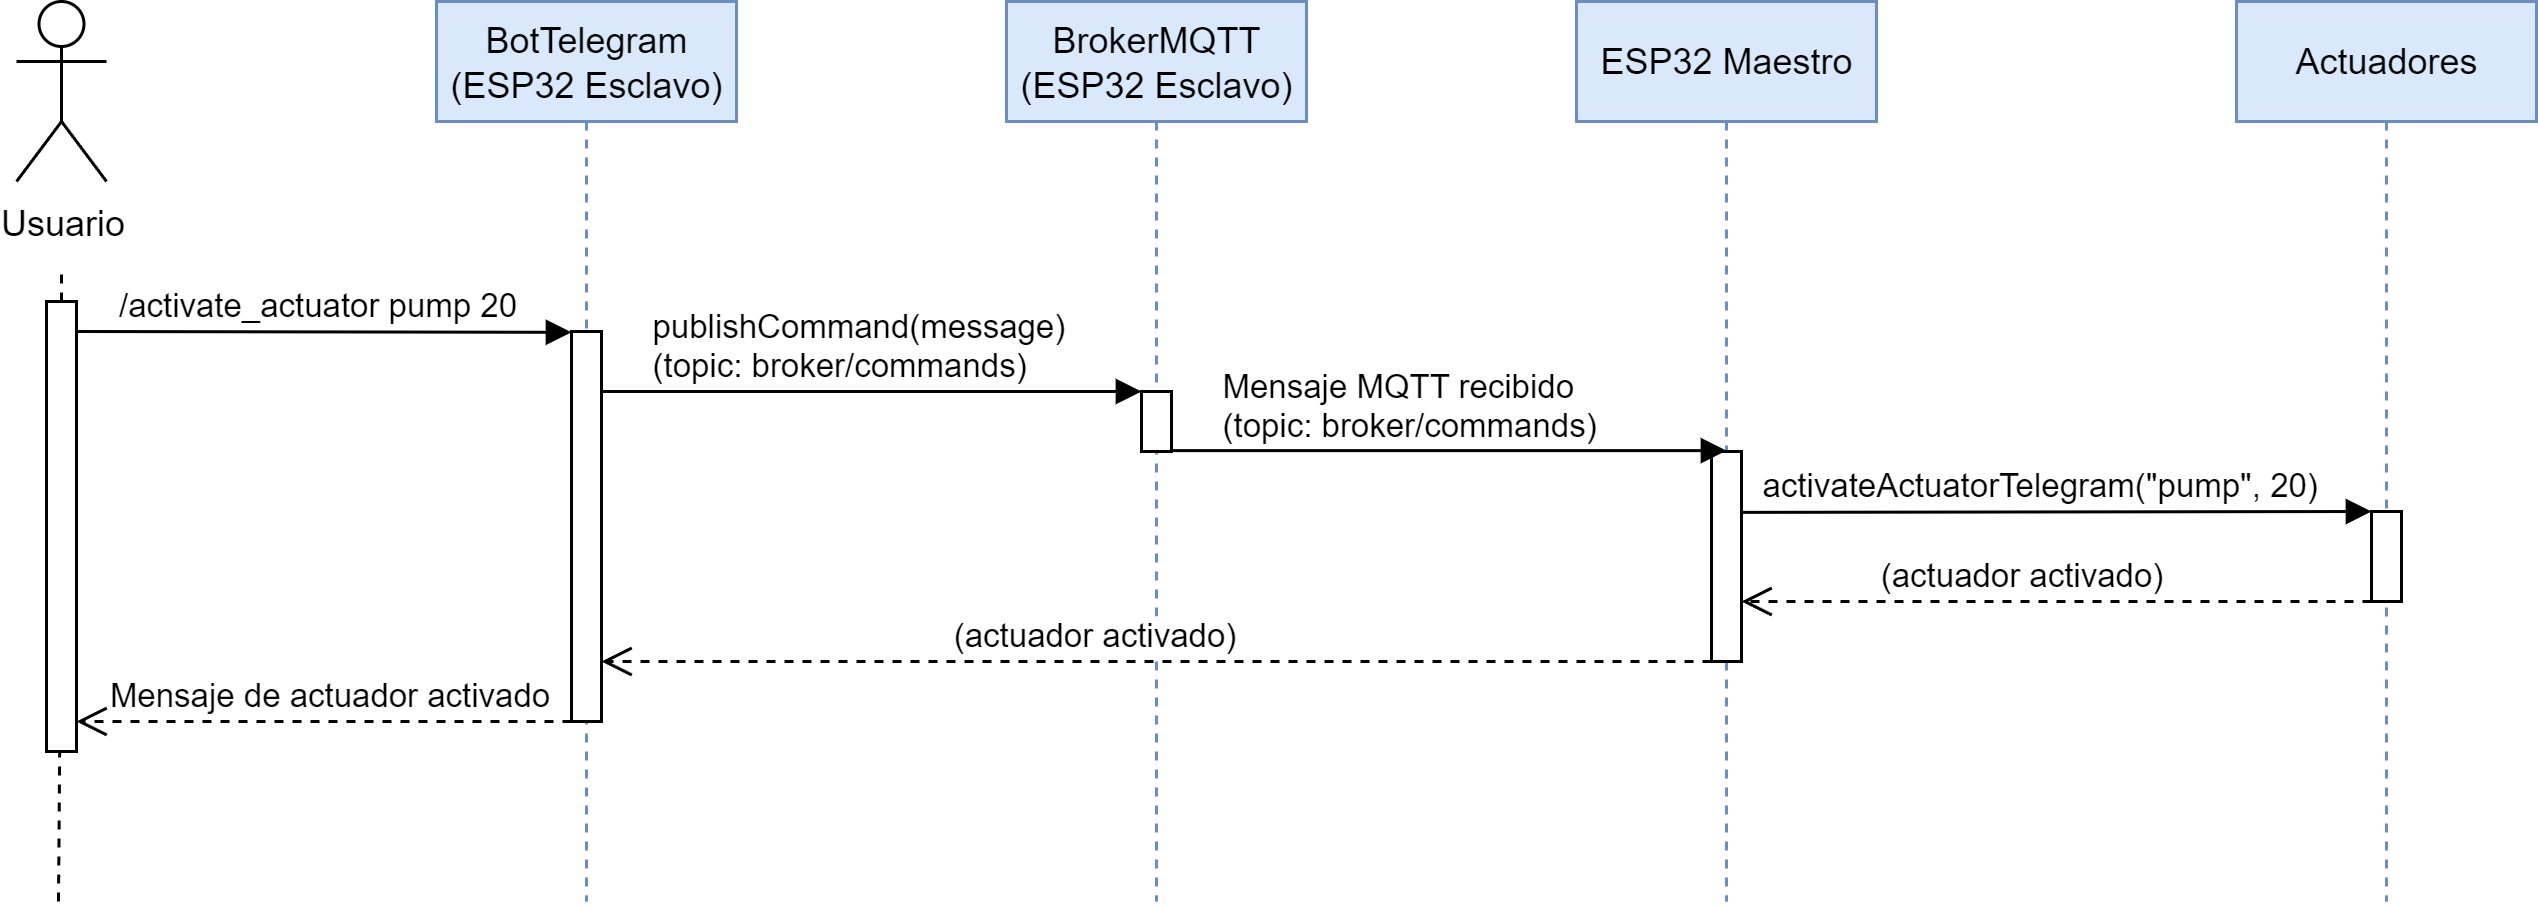 BotTelegram
(ESP32 Esclavo)
BrokerMQTT
(ESP32 Esclavo)
ESP32 Maestro
Actuadores
Usuario
/activate_actuator pump 20
publishCommand(message)
(topic: broker/commands)
Mensaje MQTT recibido
(topic: broker/commands)
activateActuatorTelegram("pump", 20)
(actuador activado)
(actuador activado)
Mensaje de actuador activado